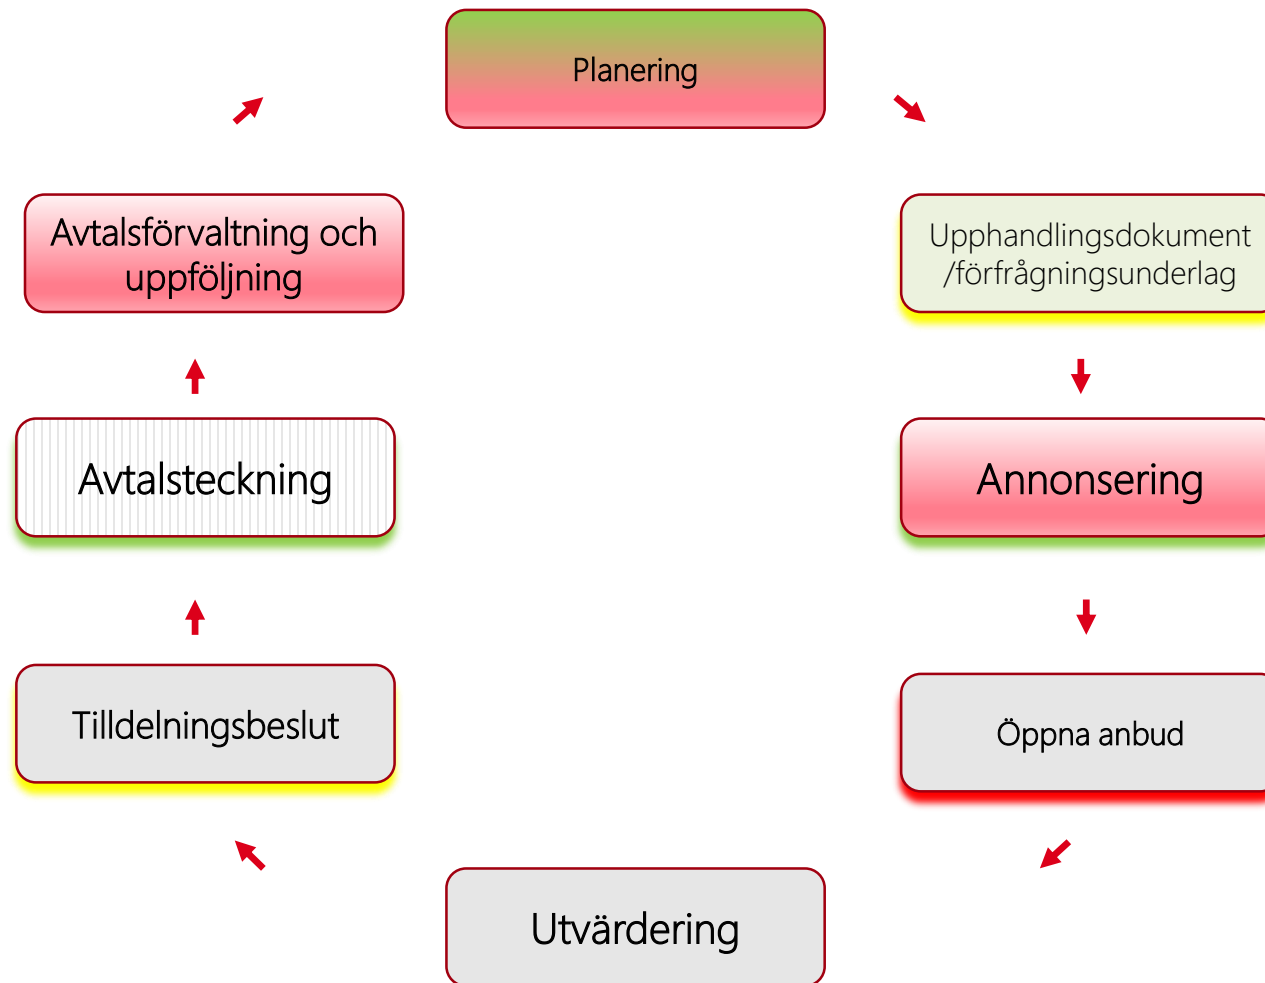 Planering
Avtalsförvaltning och
uppföljning
Upphandlingsdokument
/förfrågningsunderlag
Avtalsteckning
Annonsering
Tilldelningsbeslut
Öppna anbud
Utvärdering